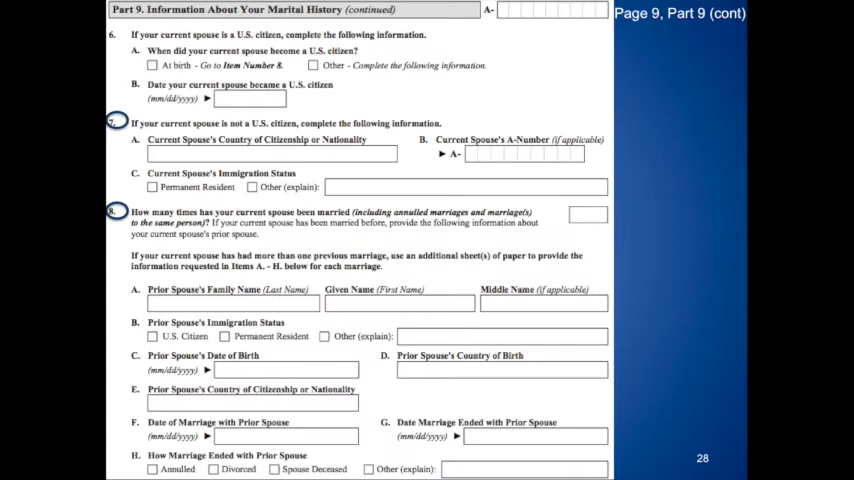 Part 9. Information About Your Marital History (continued)
A-
Page 9, Part 9 (cont)
6. If your current spouse is a U.S. citizen, complete the following information.
A. When did your current spouse become a U.S. citizen?
At birth - Go to Item Number 8. Other - Complete the following information.
B. Date your current spouse became a U.S. citizen
(mm/dd/yyyy) ►
7. If your current spouse is not a U.S. citizen, complete the following information.
A. Current Spouse's Country of Citizenship or Nationality B. Current Spouse's A-Number (if applicable)
► A-
C. Current Spouse's Immigration Status
Permanent Resident Other (explain):
8. How many times has your current spouse been married (including annulled marriages and marriage(s)
to the same person)? If your current spouse has been married before, provide the following information about
your current spouse's prior spouse.
If your current spouse has had more than one previous marriage, use an additional sheet(s) of paper to provide the
information requested in Items A. - H. below for each marriage.
A. Prior Spouse's Family Name (Last Name) Given Name (First Name) Middle Name (if applicable)
B. Prior Spouse's Immigration Status
U.S. Citizen Permanent Resident Other (explain):
C. Prior Spouse's Date of Birth D. Prior Spouse's Country of Birth
(mm/dd/yyyy) ►
E. Prior Spouse's Country of Citizenship or Nationality
F. Date of Marriage with Prior Spouse G. Date Marriage Ended with Prior Spouse
(mm/dd/yyyy) ► (mm/dd/yyyy) ►
H. How Marriage Ended with Prior Spouse
Annulled Divorced Spouse Deceased Other (explain):
28